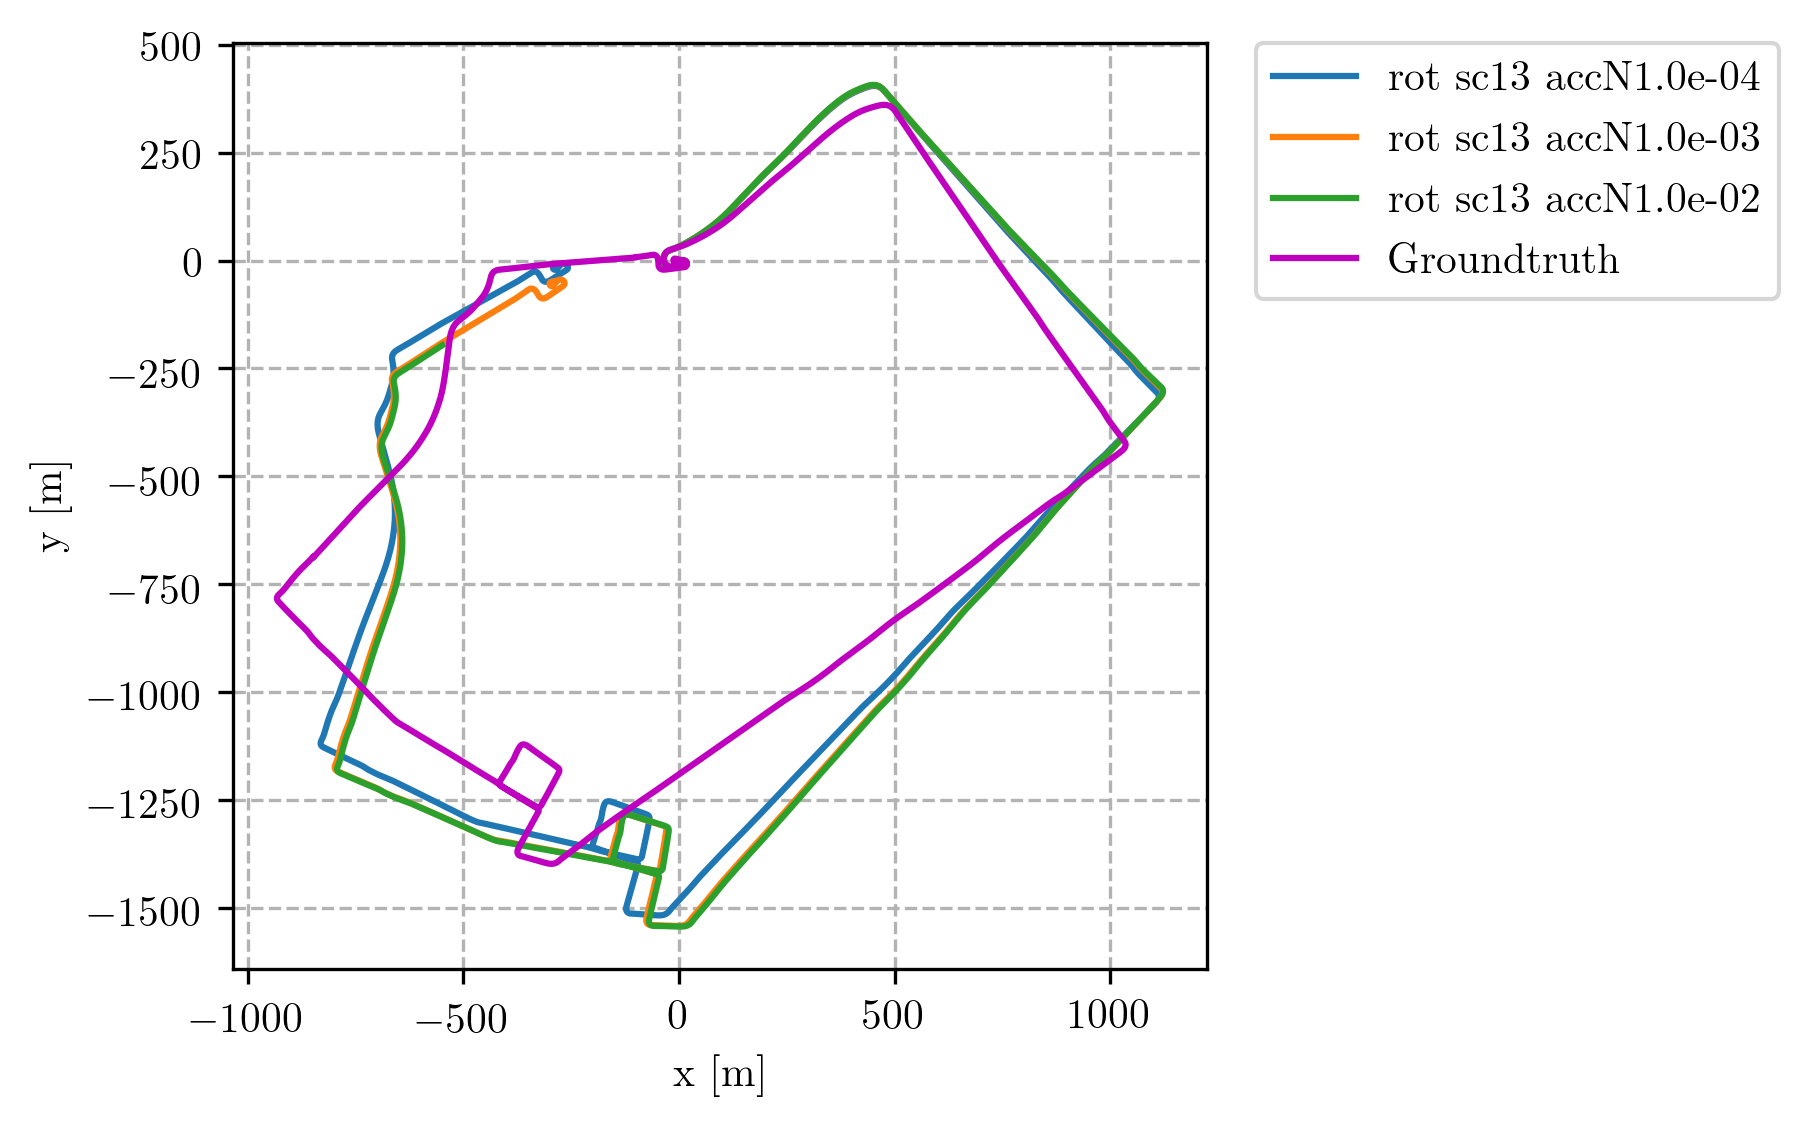 500
250
0
−250
−500
−750
−1000
−1250
−1500
y [m]
−1000
−500
0
500
1000
x [m]
rot sc13 accN1.0e-04
rot sc13 accN1.0e-03
rot sc13 accN1.0e-02
Groundtruth